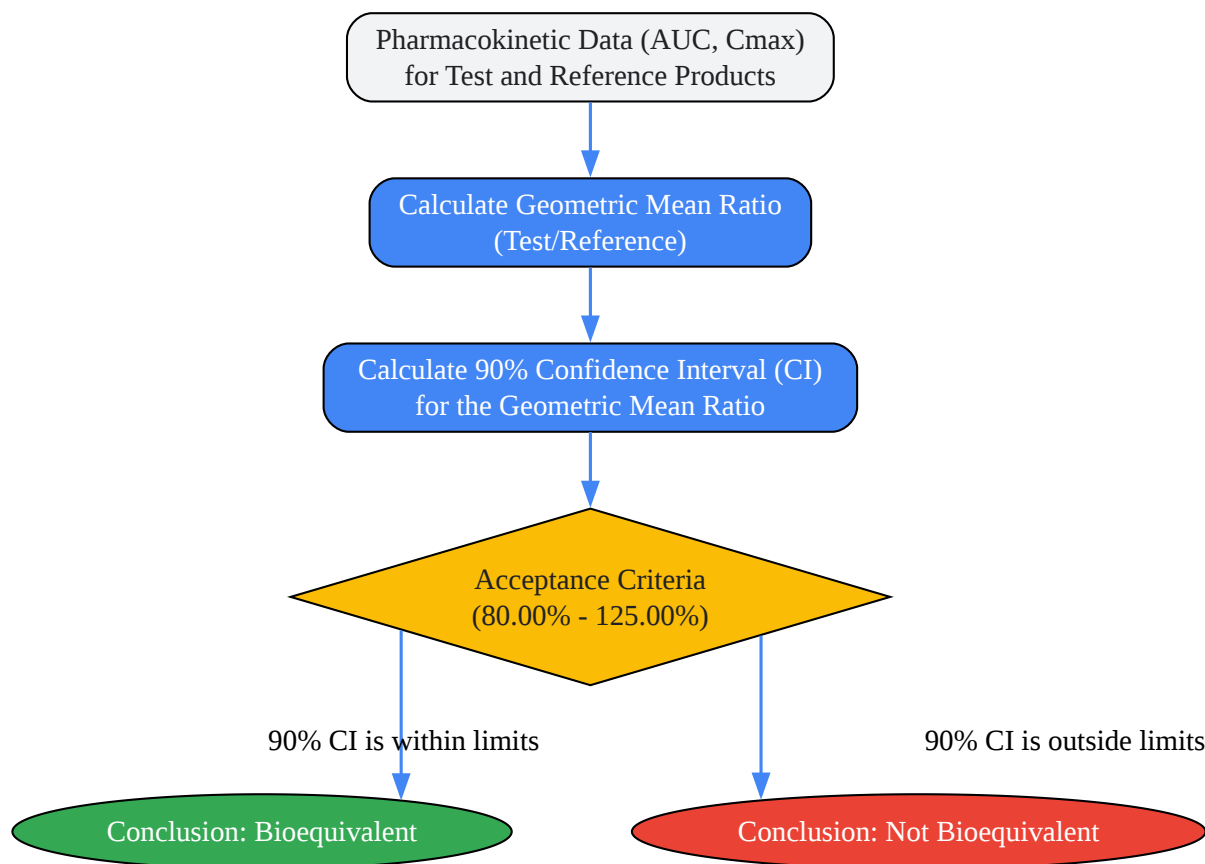 Pharmacokinetic Data (AUC, Cmax)
for Test and Reference Products
Calculate Geometric Mean Ratio
(Test/Reference)
Calculate 90% Confidence Interval (CI)
for the Geometric Mean Ratio
Acceptance Criteria
(80.00% - 125.00%)
90% CI is within limits
90% CI is outside limits
Conclusion: Bioequivalent
Conclusion: Not Bioequivalent